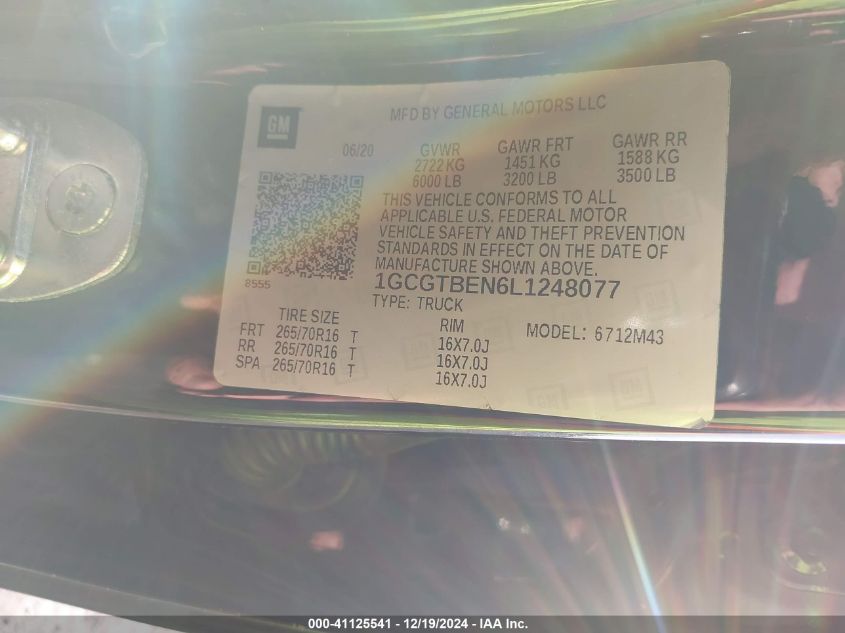 GM
MFD BY GENERAL MOTORS LLC
06/20 GVWR GAWR FRT GAWR RR
2722 KG 1451 KG 1588 KG
6000 LB 3200 LB 3500 LB
THIS VEHICLE CONFORMS TO ALL
APPLICABLE U.S. FEDERAL MOTOR
VEHICLE SAFETY AND THEFT PREVENTION
STANDARDS IN EFFECT ON THE DATE OF
MANUFACTURE SHOWN ABOVE.
8555
1GCGTBEN6L1248077
TYPE: TRUCK
TIRE SIZE RIM MODEL: 6712M43
FRT 265/70R16 T 16X7.0J
RR 265/70R16 T 16X7.0J
SPA 265/70R16 T 16X7.0J
000-41125541 - 12/19/2024 - IAA Inc.